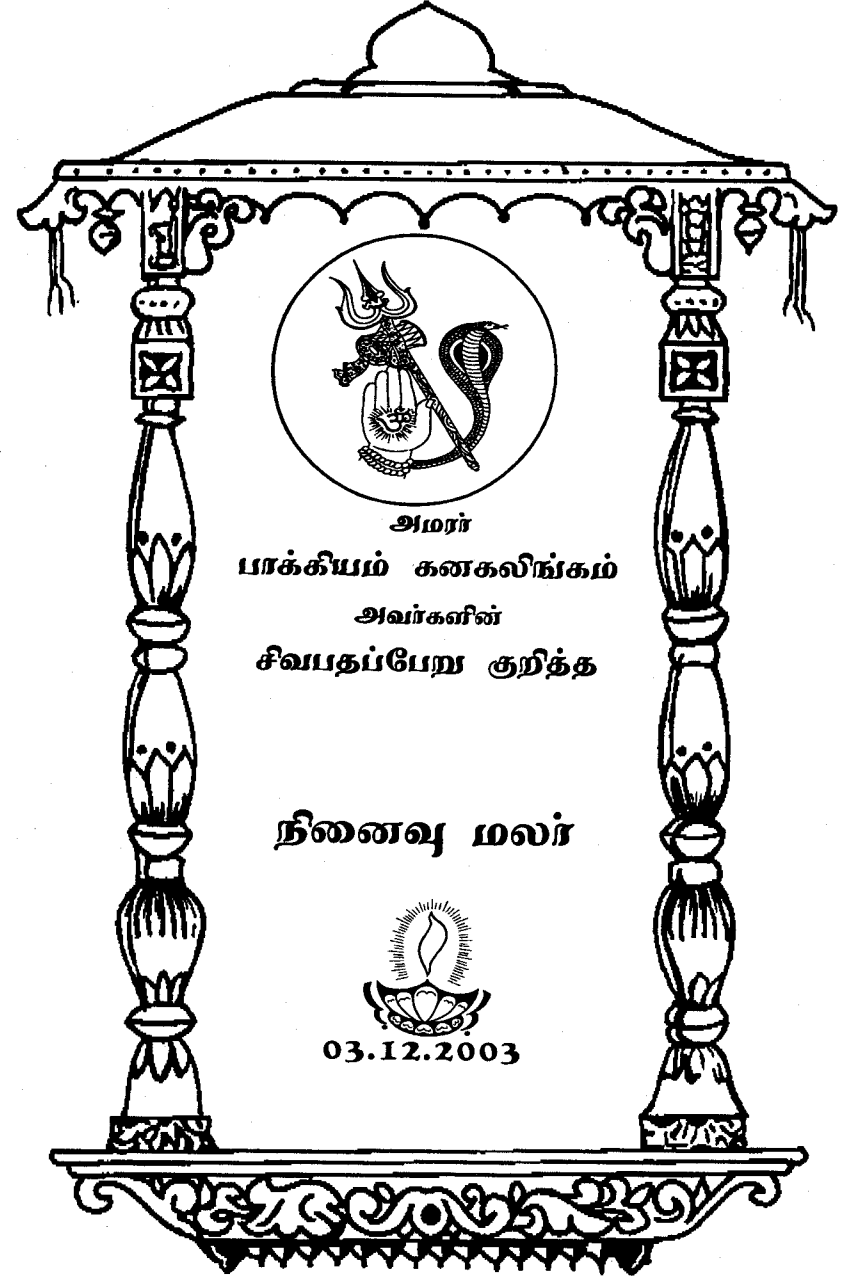 ௐ
அமரர்
பாக்கியம் கனகலிங்கம்
அவர்களின்
சிவபதப்பேறு குறித்த
நினைவு மலர்
03.12.2003